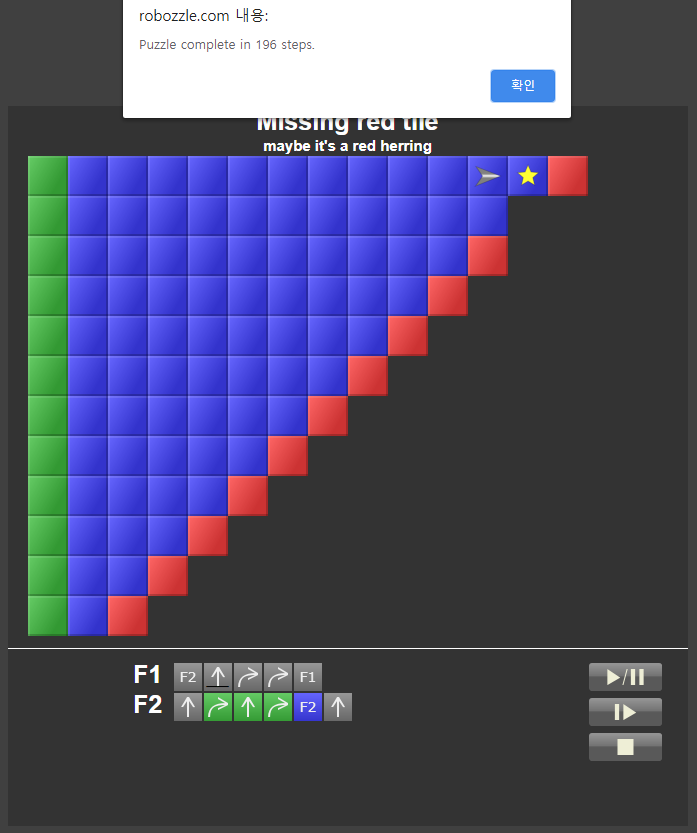 robozzle.com 내용:
Puzzle complete in 196 steps.
확인
Missing red tile
maybe it's a red herring
F1 F2 F1
F2 F2